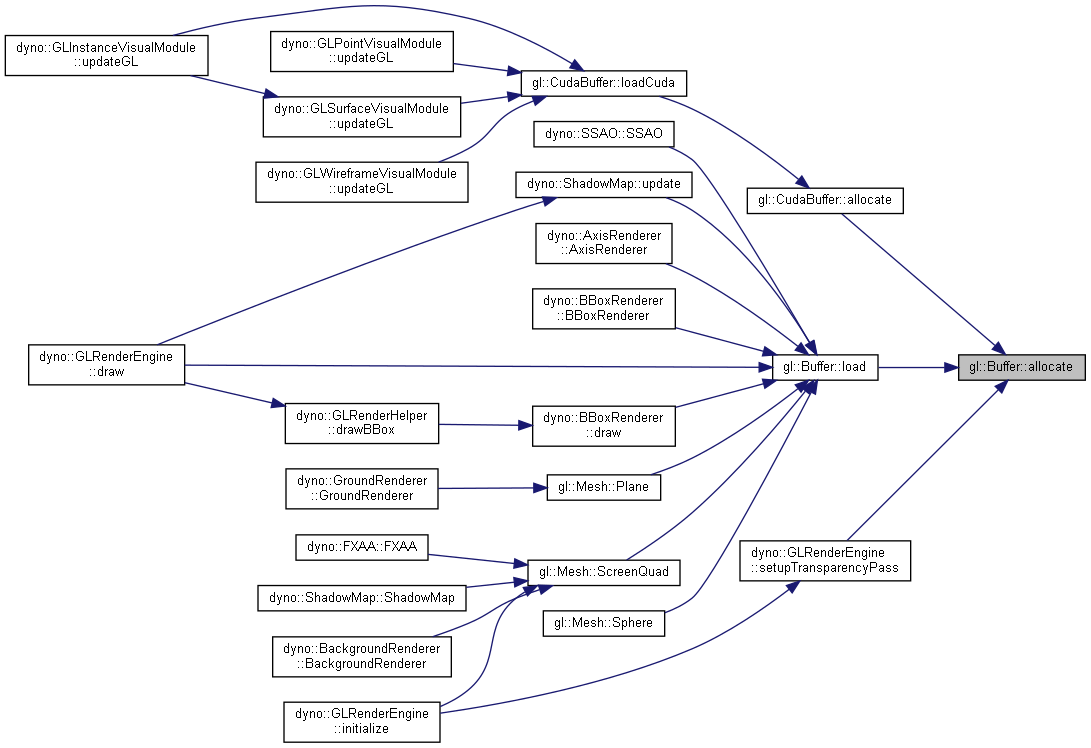 dyno::GLInstanceVisualModule
::updateGL
dyno::GLPointVisualModule
::updateGL
gl::CudaBuffer::loadCuda
dyno::GLSurfaceVisualModule
::updateGL
dyno::SSAO::SSAO
dyno::GLWireframeVisualModule
::updateGL
dyno::ShadowMap::update
gl::CudaBuffer::allocate
dyno::AxisRenderer
::AxisRenderer
dyno::BBoxRenderer
::BBoxRenderer
dyno::GLRenderEngine
::draw
gl::Buffer::load
gl::Buffer::allocate
dyno::GLRenderHelper
::drawBBox
dyno::BBoxRenderer
::draw
dyno::GroundRenderer
::GroundRenderer
gl::Mesh::Plane
dyno::FXAA::FXAA
dyno::GLRenderEngine
::setupTransparencyPass
gl::Mesh::ScreenQuad
dyno::ShadowMap::ShadowMap
gl::Mesh::Sphere
dyno::BackgroundRenderer
::BackgroundRenderer
dyno::GLRenderEngine
::initialize